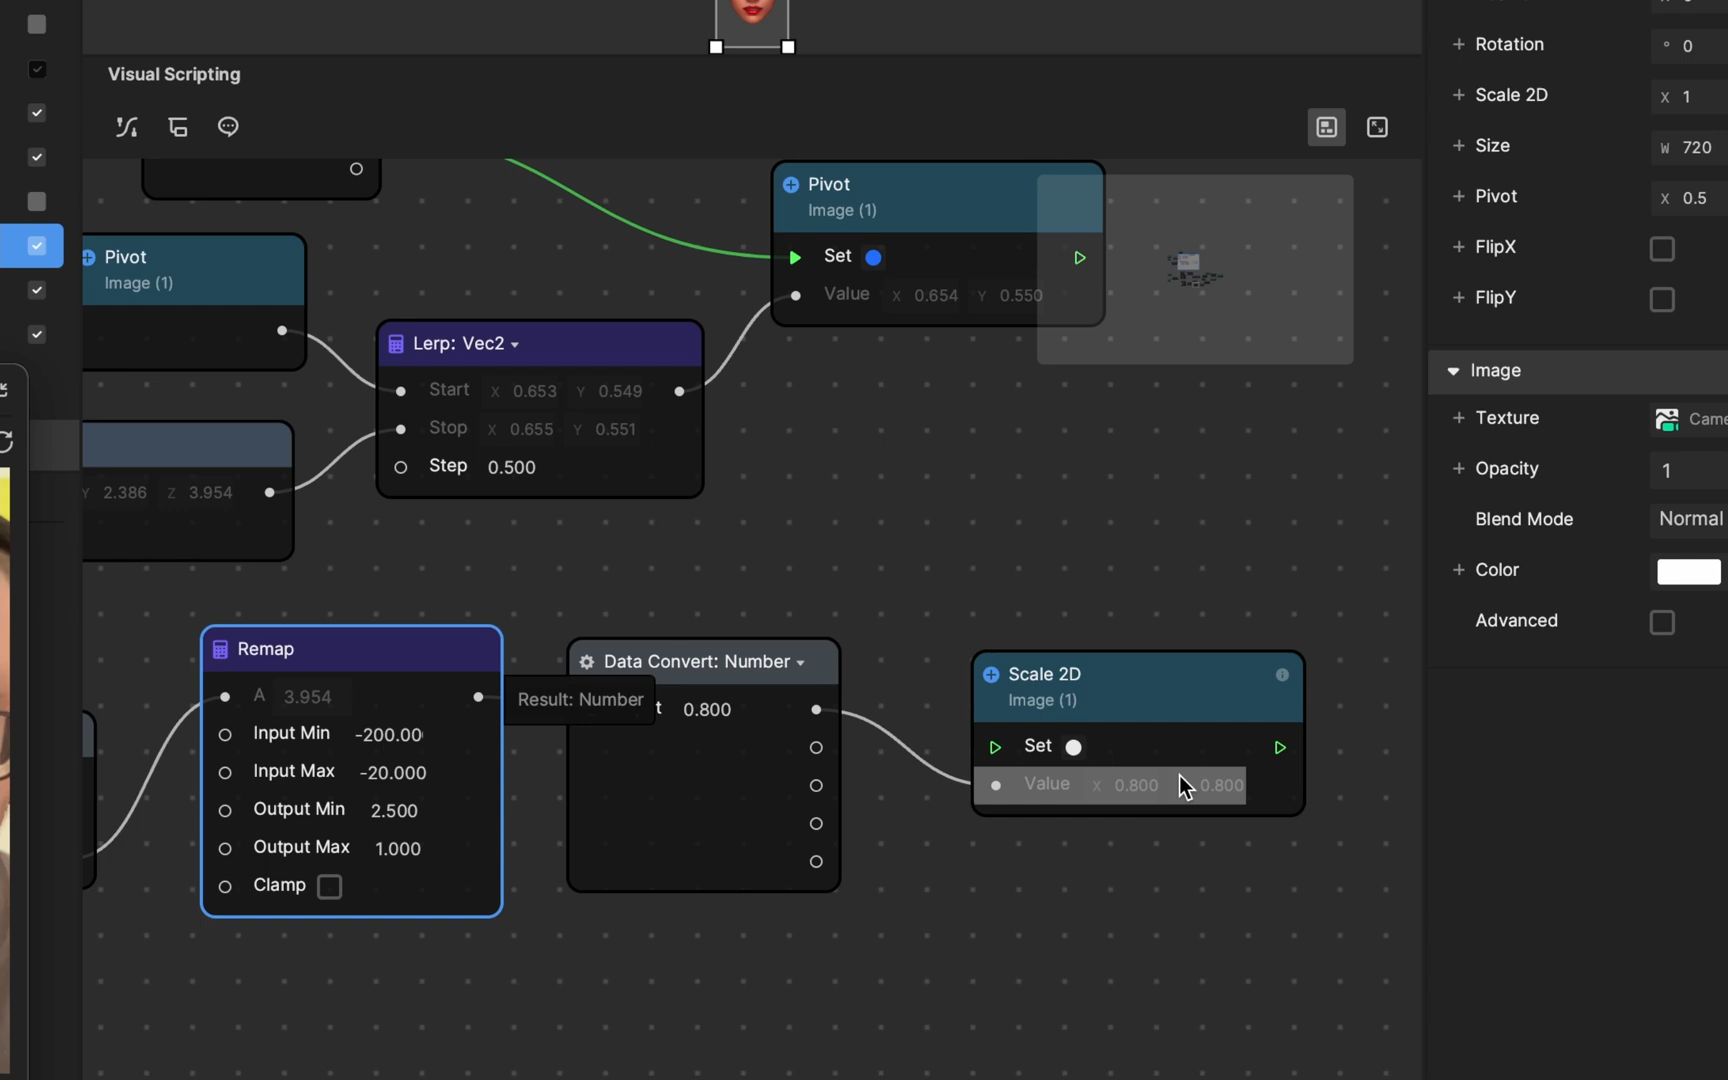 Visual Scripting
Pivot
Image (1)
Set
Value X 0.654 Y 0.550
Pivot
Image (1)
Lerp: Vec2
Start X 0.653 Y 0.549
Stop X 0.655 Y 0.551
Step 0.500
Y 2.386 Z 3.954
Remap
A 3.954
Input Min -200.00
Input Max -20.000
Output Min 2.500
Output Max 1.000
Clamp
Data Convert: Number
Result: Number
t 0.800
Scale 2D
Image (1)
Set
Value X 0.800 0.800
Rotation ° 0
Scale 2D X 1
Size W 720
Pivot X 0.5
FlipX
FlipY
Image
Texture Came
Opacity 1
Blend Mode Normal
Color
Advanced